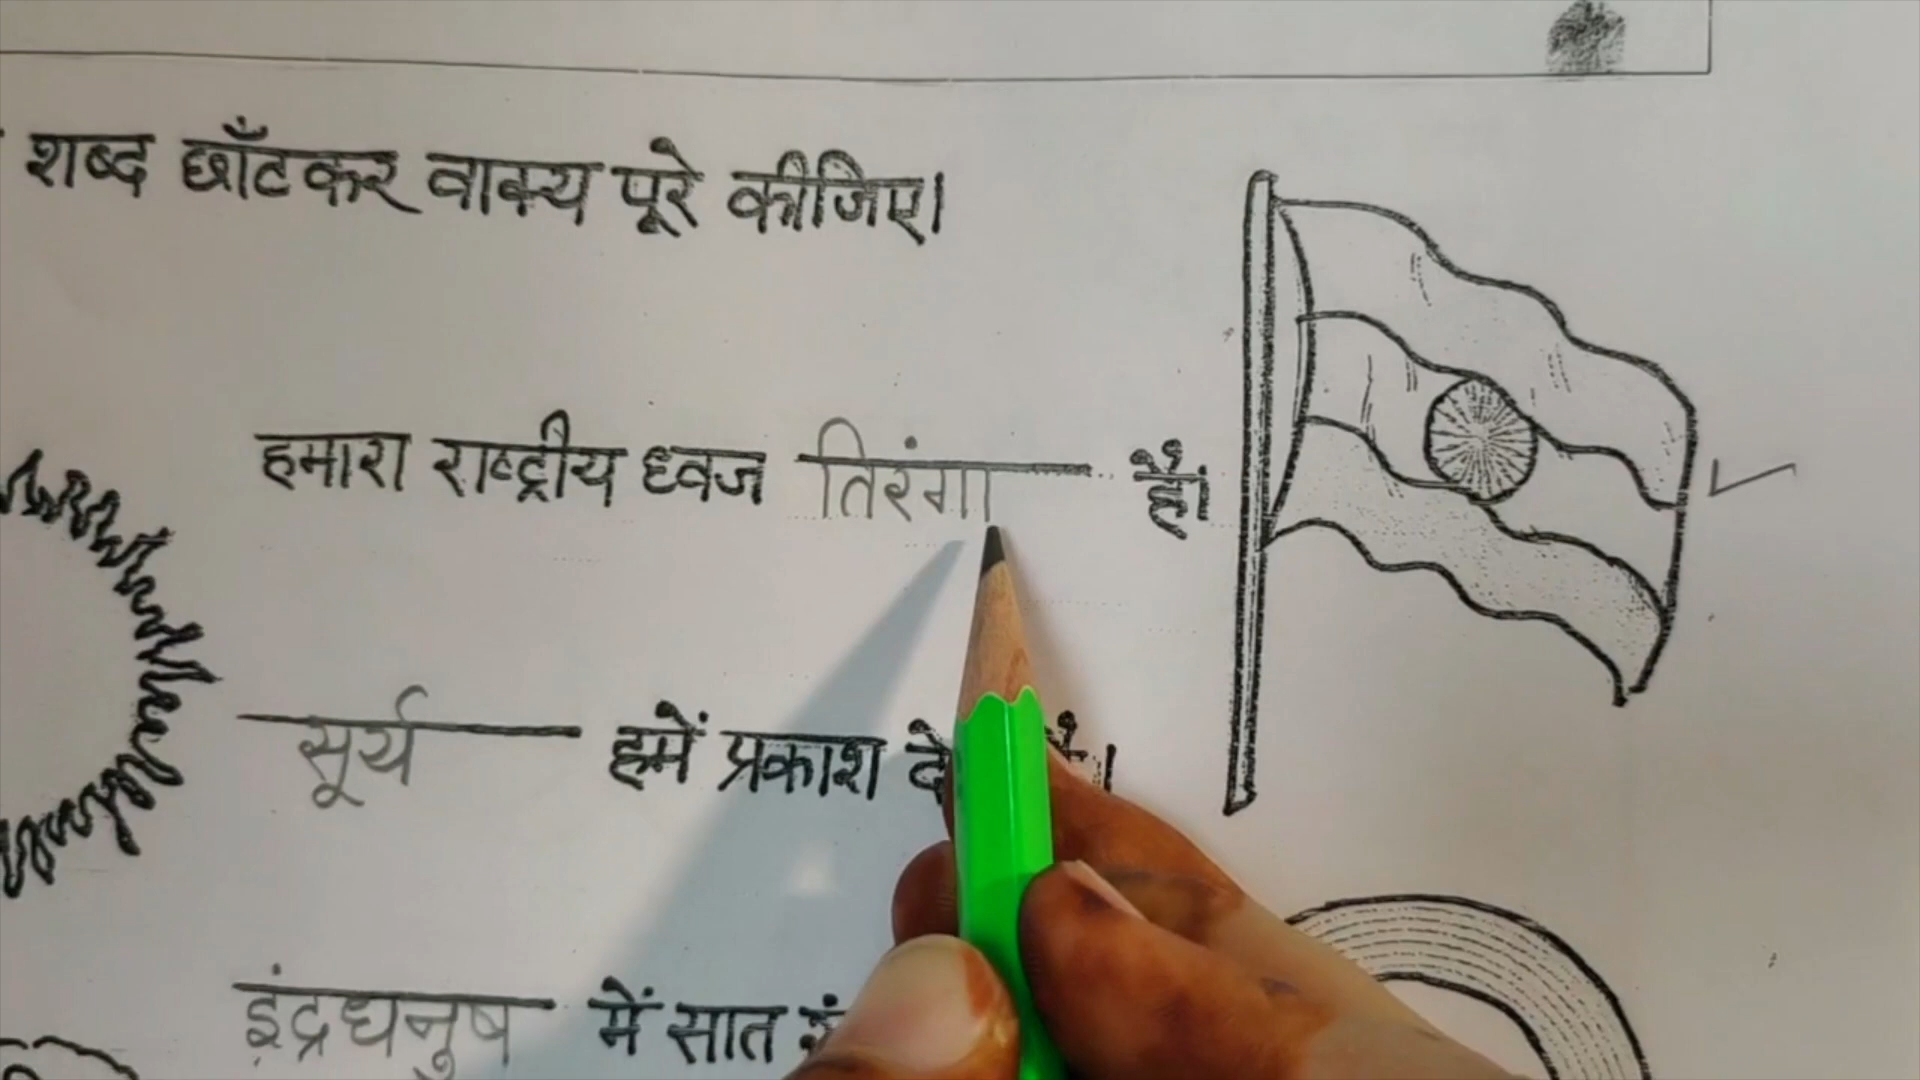 शब्द छाँटकर वाक्य पूरे कीजिए।
हमारा राष्ट्रीय ध्वज तिरंगा है।
सूर्य हमें प्रकाश
इंद्रधनुष में सात